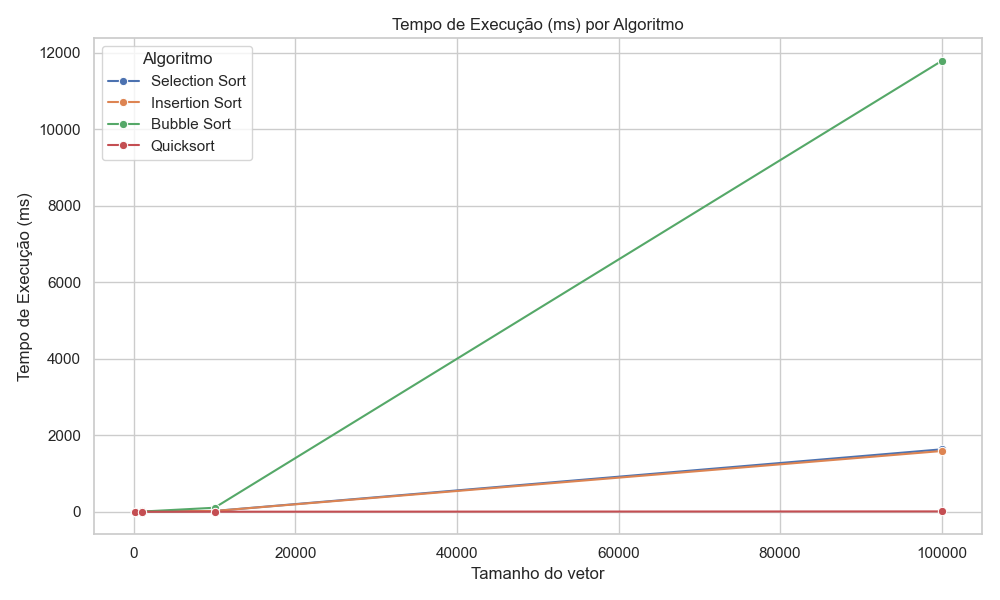 Tempo de Execução (ms) por Algoritmo
Tempo de Execução (ms)
12000
10000
8000
6000
4000
2000
0
Algoritmo
Selection Sort
Insertion Sort
Bubble Sort
Quicksort
0
20000
40000
60000
80000
100000
Tamanho do vetor